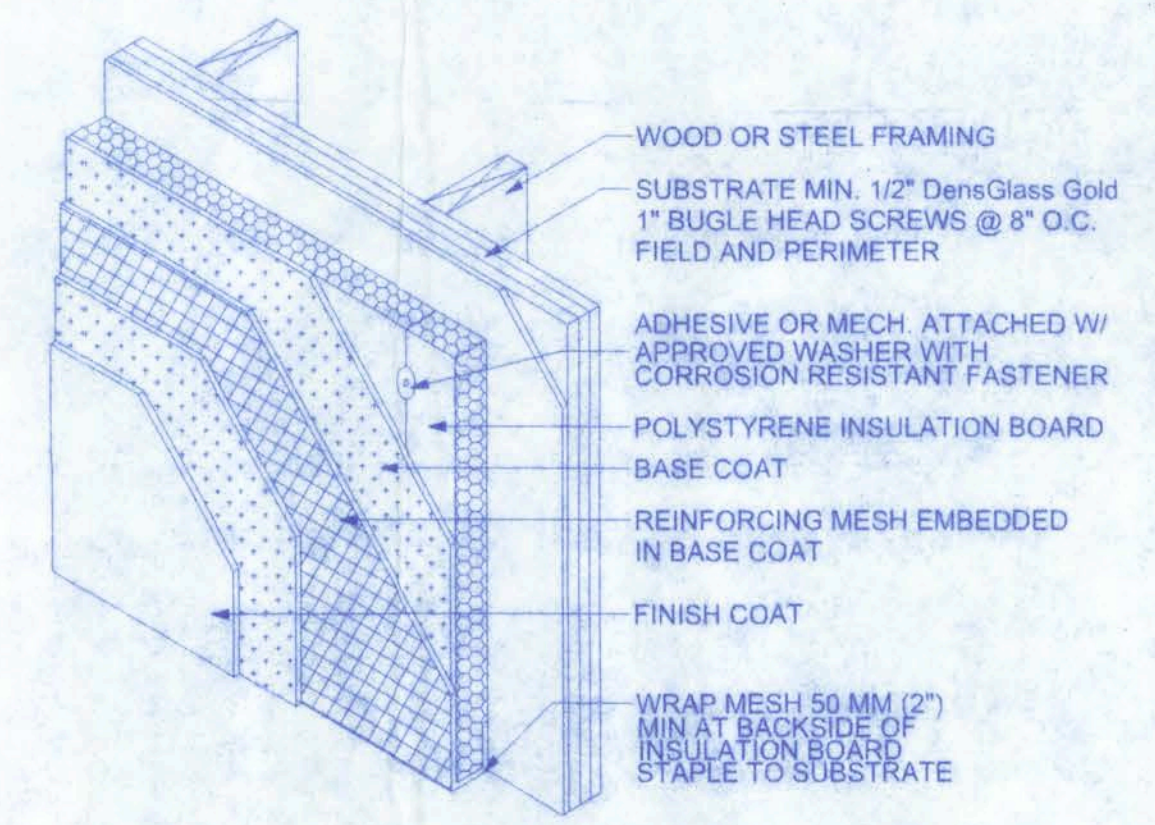 WOOD OR STEEL FRAMING
SUBSTRATE MIN. 1/2" DensGlass Gold
1" BUGLE HEAD SCREWS @ 8" O.C.
FIELD AND PERIMETER
ADHESIVE OR MECH. ATTACHED W/
APPROVED WASHER WITH
CORROSION RESISTANT FASTENER
POLYSTYRENE INSULATION BOARD
BASE COAT
REINFORCING MESH EMBEDDED
IN BASE COAT
FINISH COAT
WRAP MESH 50 MM (2")
MIN AT BACKSIDE OF
INSULATION BOARD
STAPLE TO SUBSTRATE